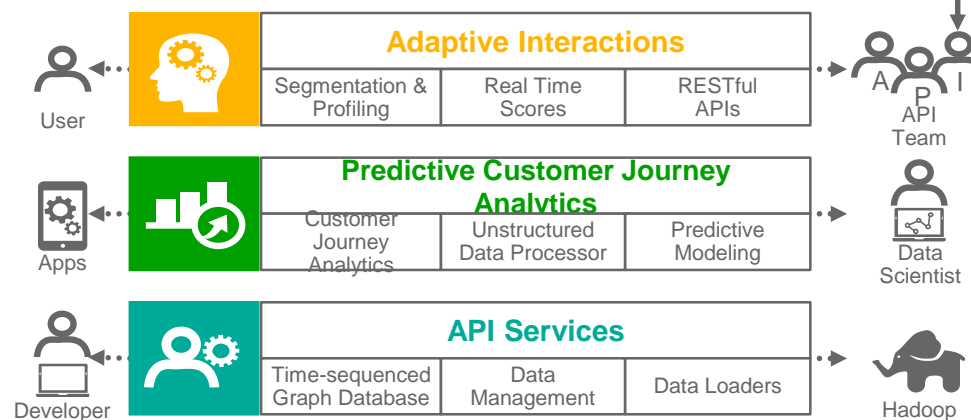 Adaptive Interactions
Segmentation &
Profiling
Real Time
Scores
RESTful
APIs
User
A
P
I
API
Team
Predictive Customer Journey
Analytics
Customer
Journey
Analytics
Unstructured
Data Processor
Predictive
Modeling
Apps
Data
Scientist
API Services
Time-sequenced
Graph Database
Data
Management
Data Loaders
Developer
Hadoop